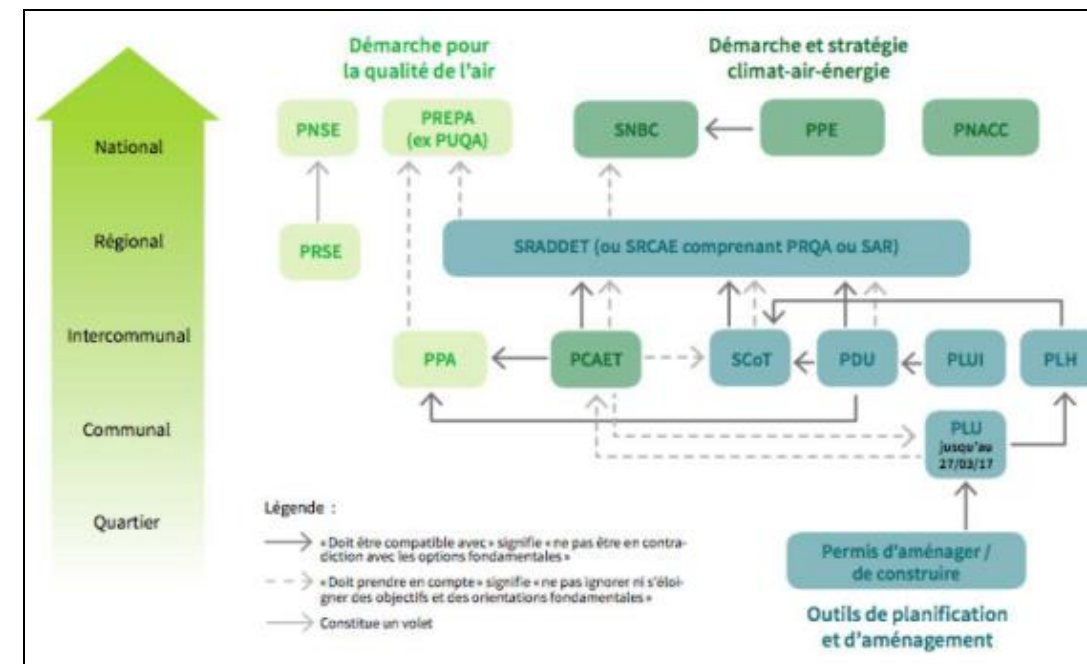 Démarche pour
la qualité de l'air
Démarche et stratégie
climat-air-énergie
National
PNSE
PREPA
(ex PUQA)
SNBC
PPE
PNACC
Régional
PRSE
SRADDET (ou SRCAE comprenant PRQA ou SAR)
Intercommunal
PPA
PCAET
SCoT
PDU
PLUI
PLH
Communal
PLU
jusqu'au
27/03/17
Quartier
Permis d'aménager /
de construire
Outils de planification
et d'aménagement
Légende :
« Doit être compatible avec » signifie « ne pas être en contra-
diction avec les options fondamentales »
« Doit prendre en compte » signifie « ne pas ignorer ni s'éloi-
gner des objectifs et des orientations fondamentales »
Constitue un volet